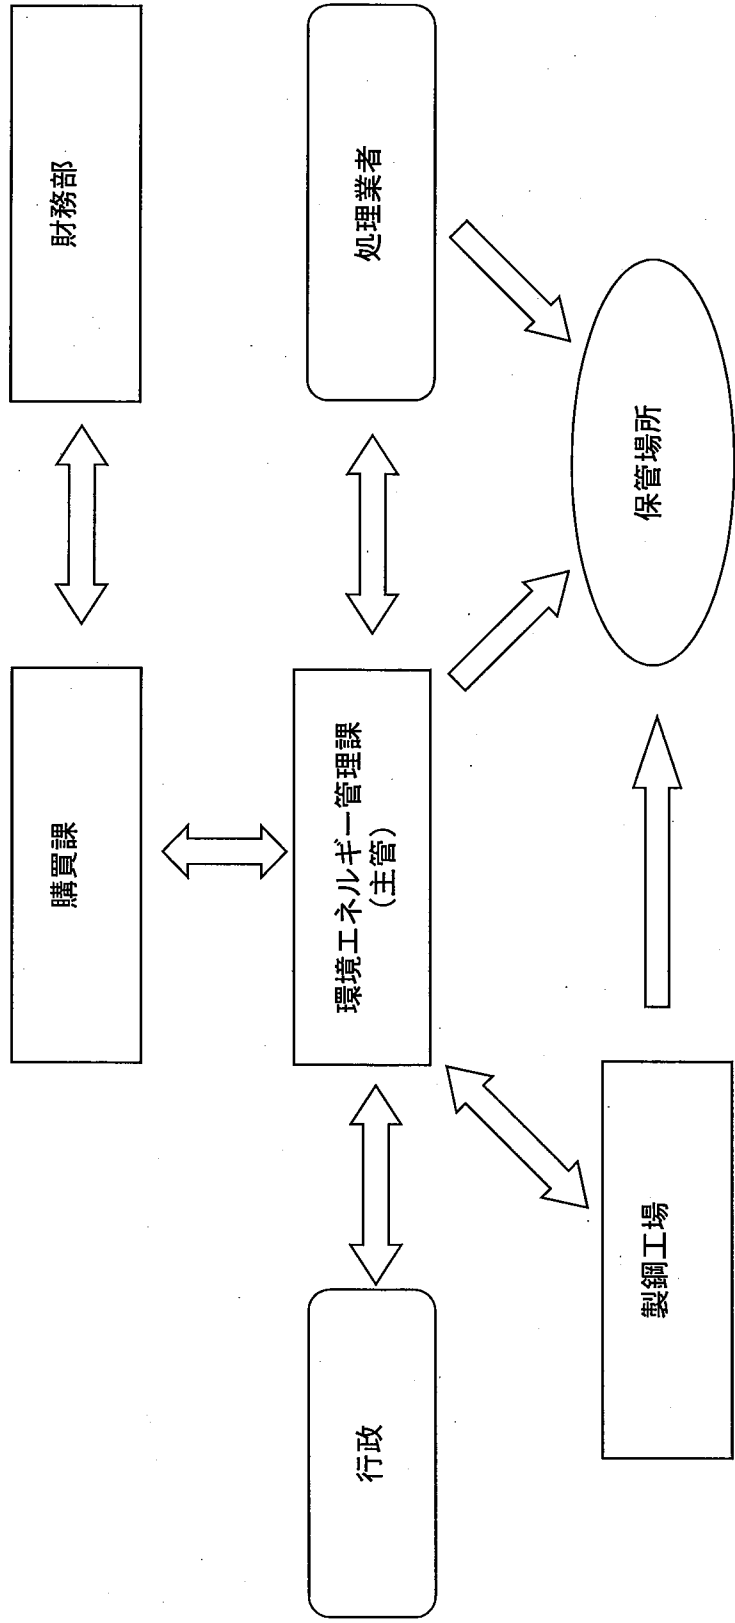 購買課
財務部
行政
環境エネルギー管理課
(主管)
処理業者
製鋼工場
保管場所